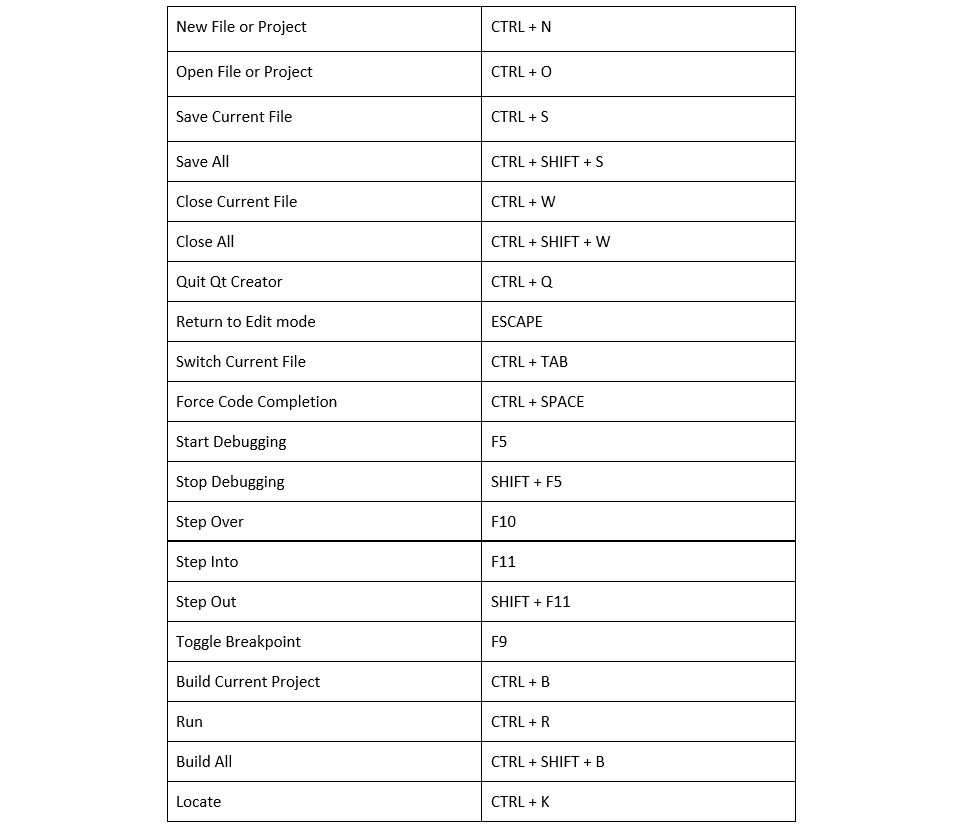 New File or Project CTRL + N
Open File or Project CTRL + O
Save Current File CTRL + S
Save All CTRL + SHIFT + S
Close Current File CTRL + W
Close All CTRL + SHIFT + W
Quit Qt Creator CTRL + Q
Return to Edit mode ESCAPE
Switch Current File CTRL + TAB
Force Code Completion CTRL + SPACE
Start Debugging F5
Stop Debugging SHIFT + F5
Step Over F10
Step Into F11
Step Out SHIFT + F11
Toggle Breakpoint F9
Build Current Project CTRL + B
Run CTRL + R
Build All CTRL + SHIFT + B
Locate CTRL + K